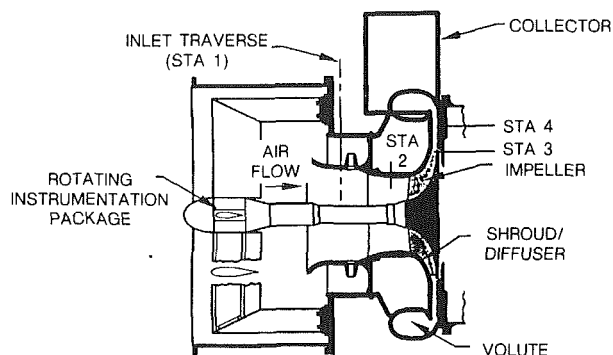 INLET TRAVERSE
(STA 1)
COLLECTOR
STA 4
STA
2
STA 3
AIR
FLOW
IMPELLER
ROTATING
INSTRUMENTATION
PACKAGE
SHROUD/
DIFFUSER
VOLUTE